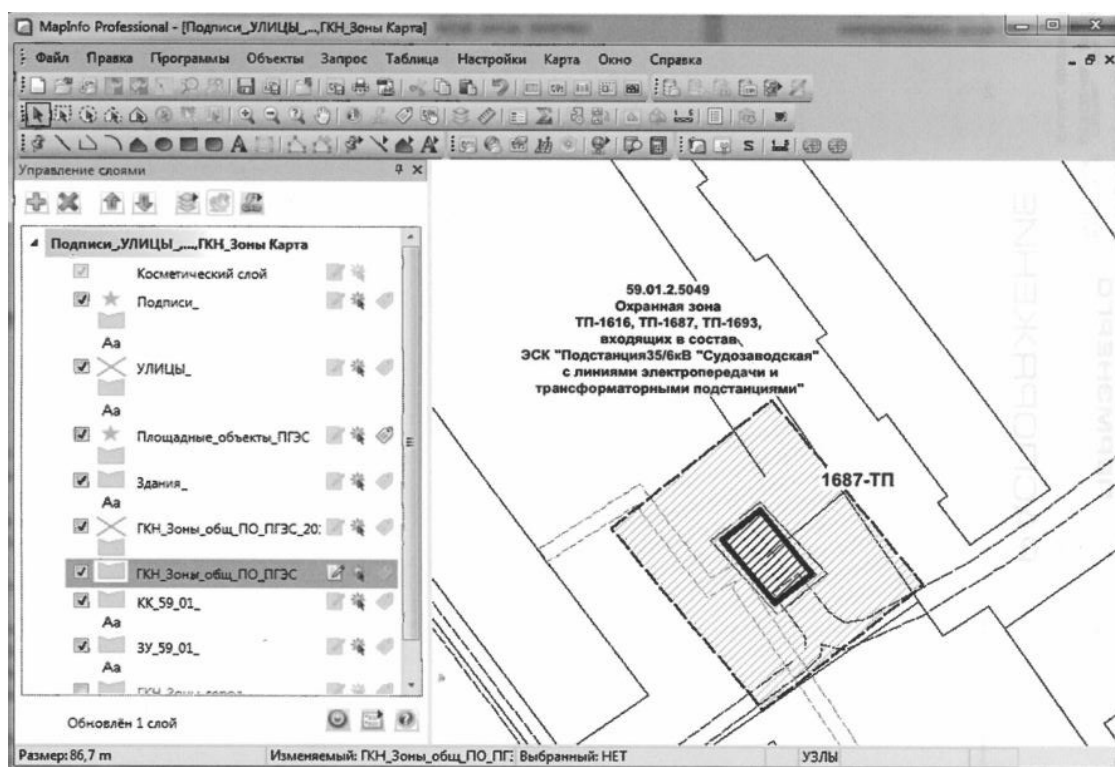 MapInfo Professional - [Подписи_УЛИЦЫ_,...,ГКН_Зоны Карта]
Файл Правка Программы Объекты Запрос Таблица Настройки Карта Окно Справка
Управление слоями
Подписи_,УЛИЦЫ_,...,ГКН_Зоны Карта
Косметический слой
Подписи_
Aa
УЛИЦЫ_
Aa
Площадные_объекты_ПГЭС
Здания_
Aa
ГКН_Зоны_общ_ПО_ПГЭС_20
ГКН_Зоны_общ_ПО_ПГЭС
КК_59_01_
Aa
ЗУ_59_01_
Aa
Обновлён 1 слой
59.01.2.5049
Охранная зона
ТП-1616, ТП-1687, ТП-1693,
входящих в состав
ЭСК "Подстанция35/6кВ "Судозаводская"
с линиями электропередачи и
трансформаторными подстанциями"
1687-ТП
Размер:86,7 m Изменяемый: ГКН_Зоны_общ_ПО_ПГ: Выбранный: НЕТ УЗЛЫ